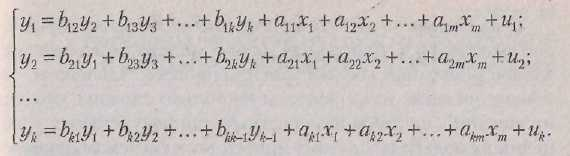 y₁ = b₁₂y₂ + b₁₃y₃ + ... + b₁ₖyₖ + a₁₁x₁ + a₁₂x₂ + ... + a₁ₘxₘ + u₁;
y₂ = b₂₁y₁ + b₂₃y₃ + ... + b₂ₖyₖ + a₂₁x₁ + a₂₂x₂ + ... + a₂ₘxₘ + u₂;
...
yₖ = bₖ₁y₁ + bₖ₂y₂ + ... + bₖₖ₋₁yₖ₋₁ + aₖ₁x₁ + aₖ₂x₂ + ... + aₖₘxₘ + uₖ.